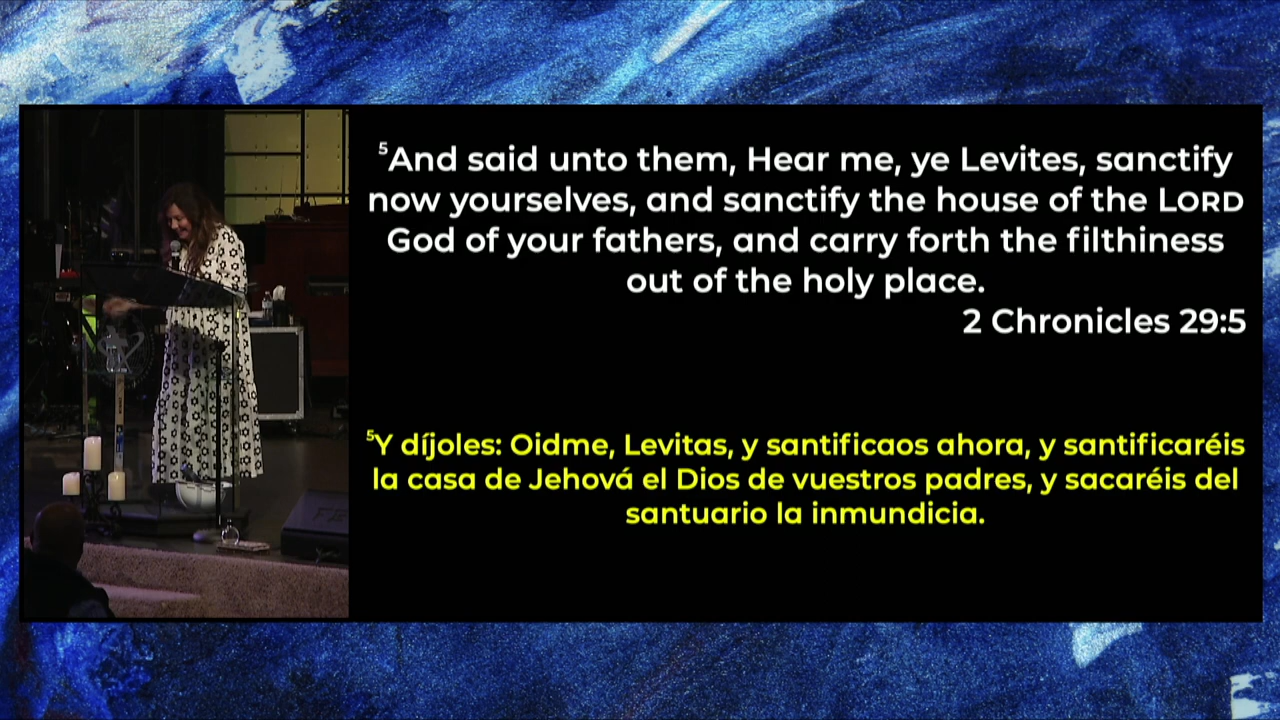 ⁵And said unto them, Hear me, ye Levites, sanctify
now yourselves, and sanctify the house of the LORD
God of your fathers, and carry forth the filthiness
out of the holy place.
2 Chronicles 29:5
⁵Y díjoles: Oidme, Levitas, y santificaos ahora, y santificaréis
la casa de Jehová el Dios de vuestros padres, y sacaréis del
santuario la inmundicia.